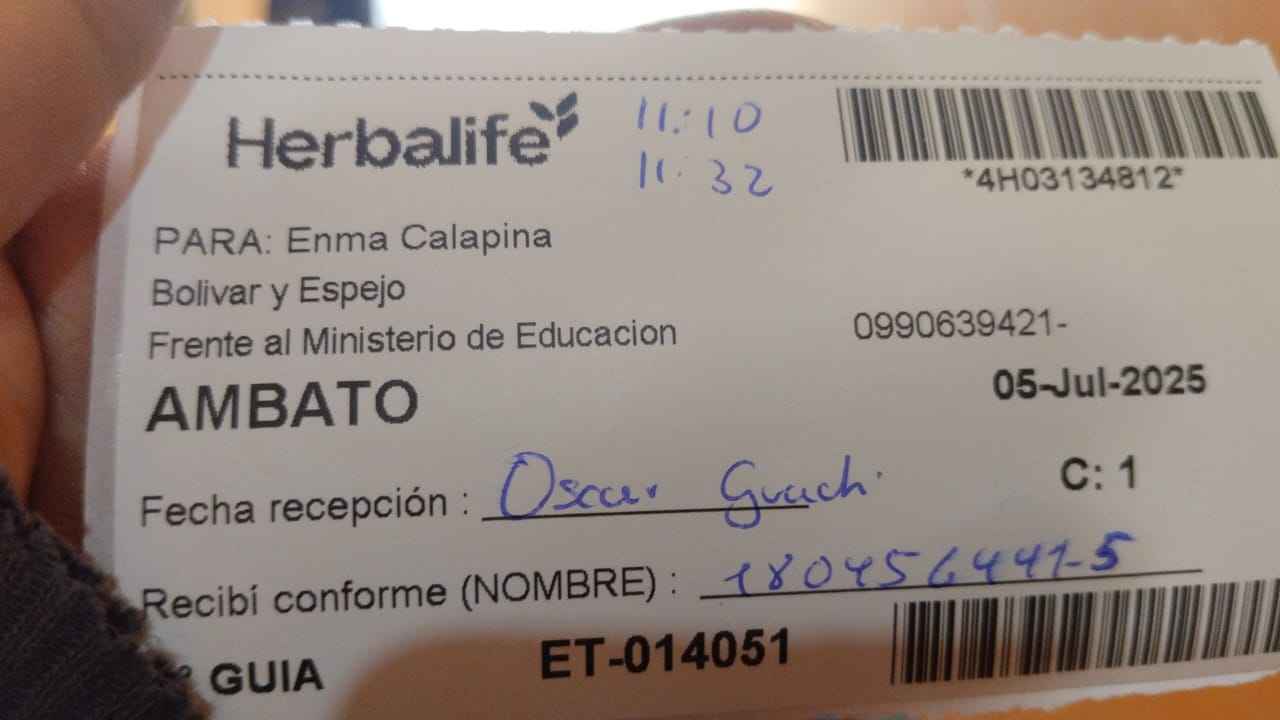 Herbalife
11:10
11:32
*4H03134812*
PARA: Enma Calapina
Bolivar y Espejo
Frente al Ministerio de Educacion
0990639421-
AMBATO
05-Jul-2025
C: 1
Fecha recepción : Oscar Guachi
Recibí conforme (NOMBRE) : 180456441-5
° GUIA ET-014051